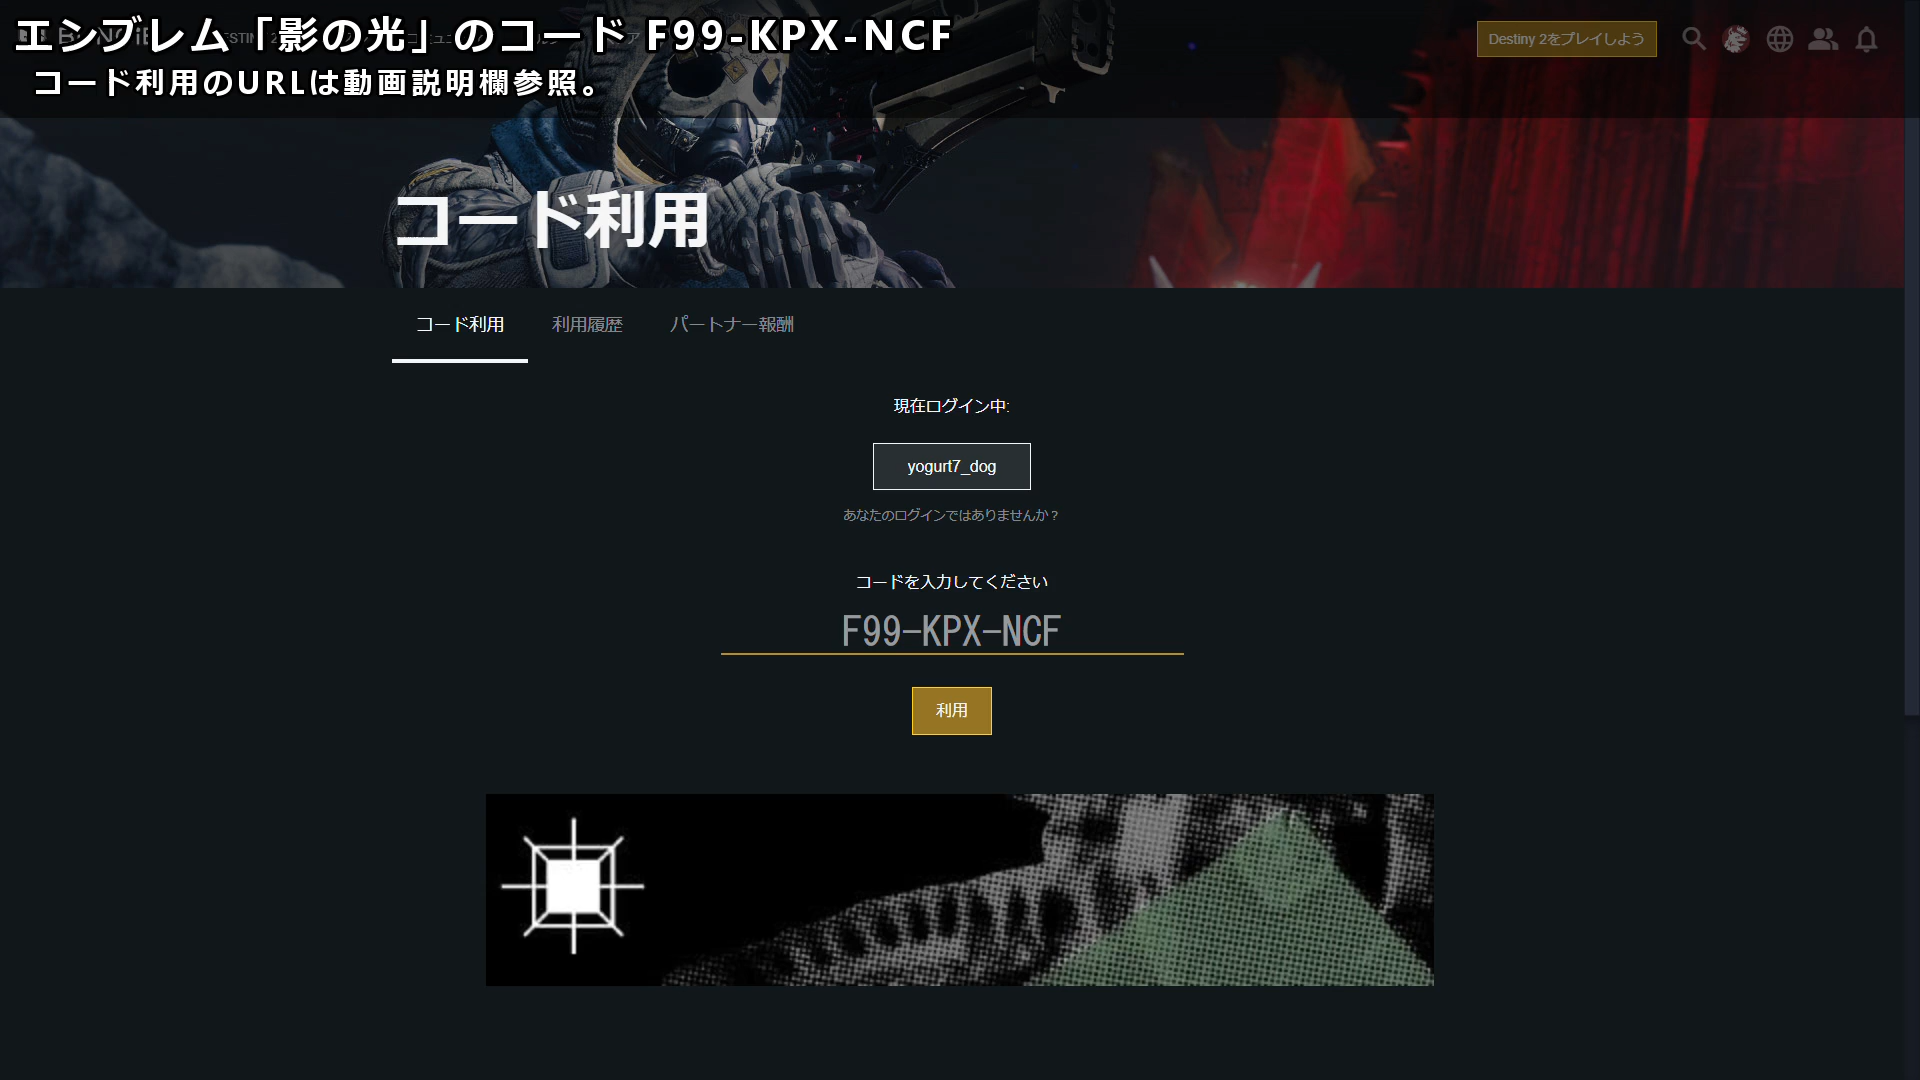 エンブレム「影の光」のコード F99-KPX-NCF
コード利用のURLは動画説明欄参照。
Destiny 2をプレイしよう
コード利用
コード利用
利用履歴
パートナー報酬
現在ログイン中:
yogurt7_dog
あなたのログインではありませんか？
コードを入力してください
F99-KPX-NCF
利用